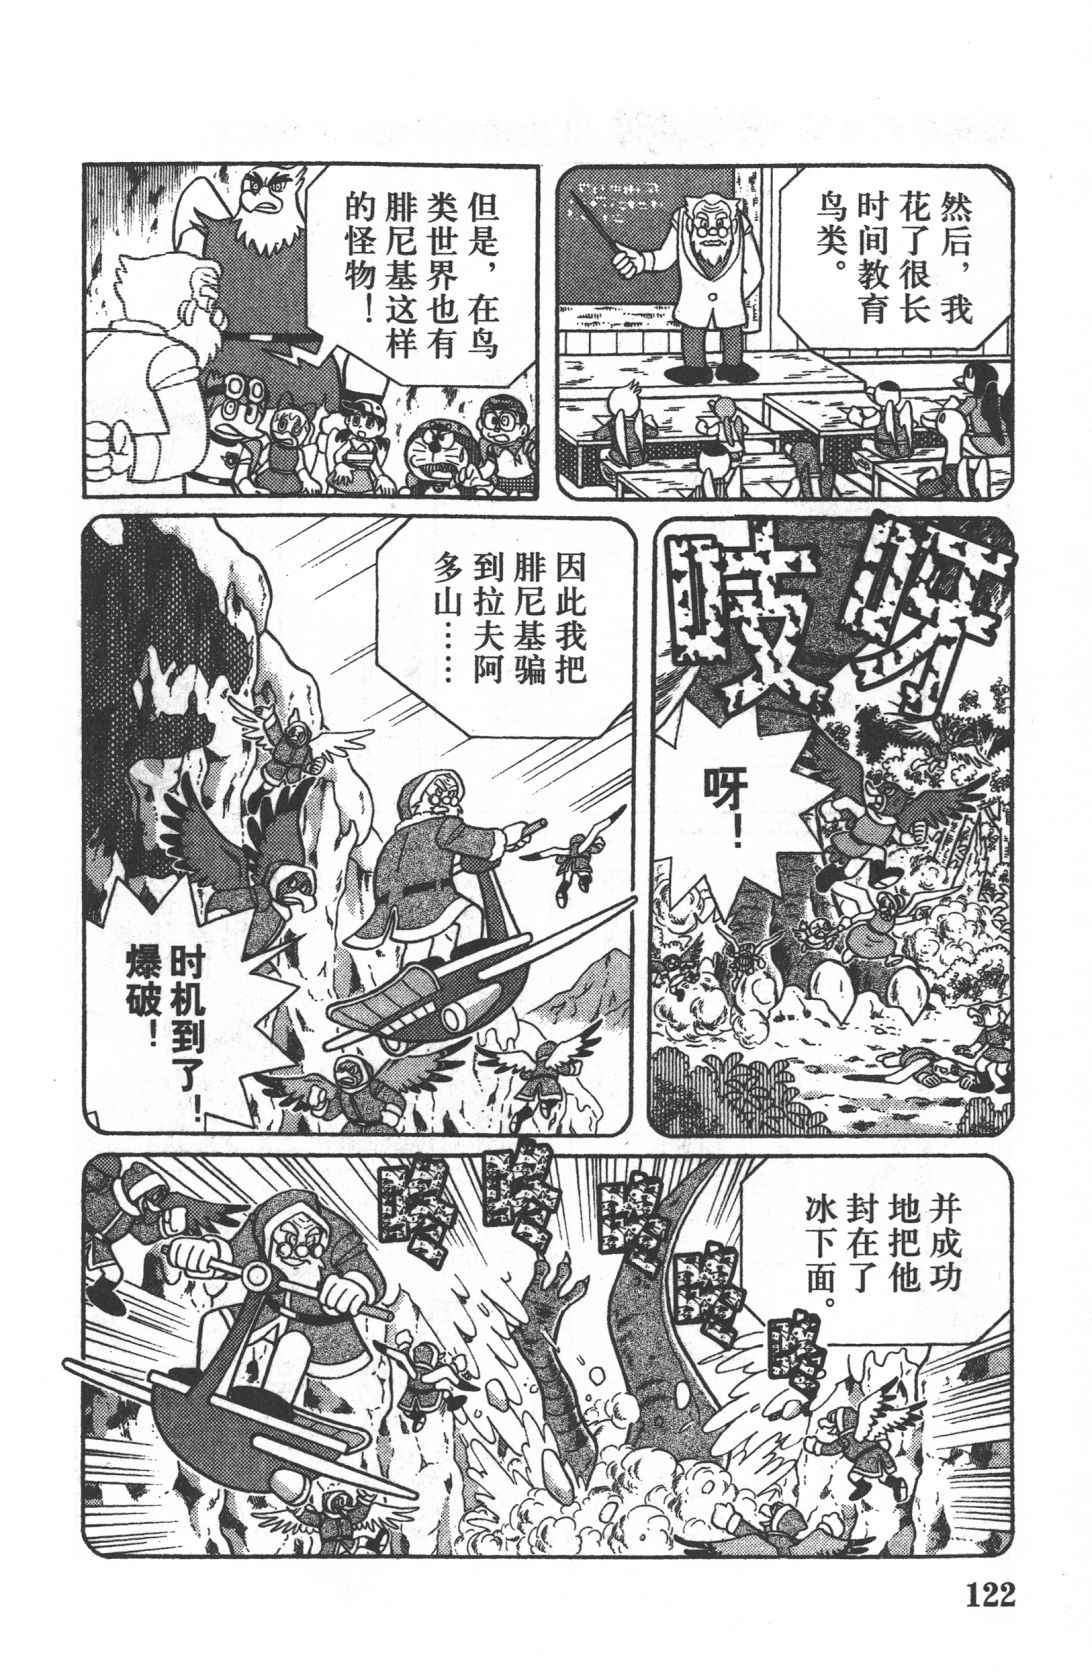 然后，我
花了很长
时间教育
鸟类。
但是，在鸟
类世界也有
腓尼基这样
的怪物！
吱呀
呀！
因此我把
腓尼基骗
到拉夫阿
多山……
时机到了！
爆破！
并成功
地把他
封在了
冰下面。
122